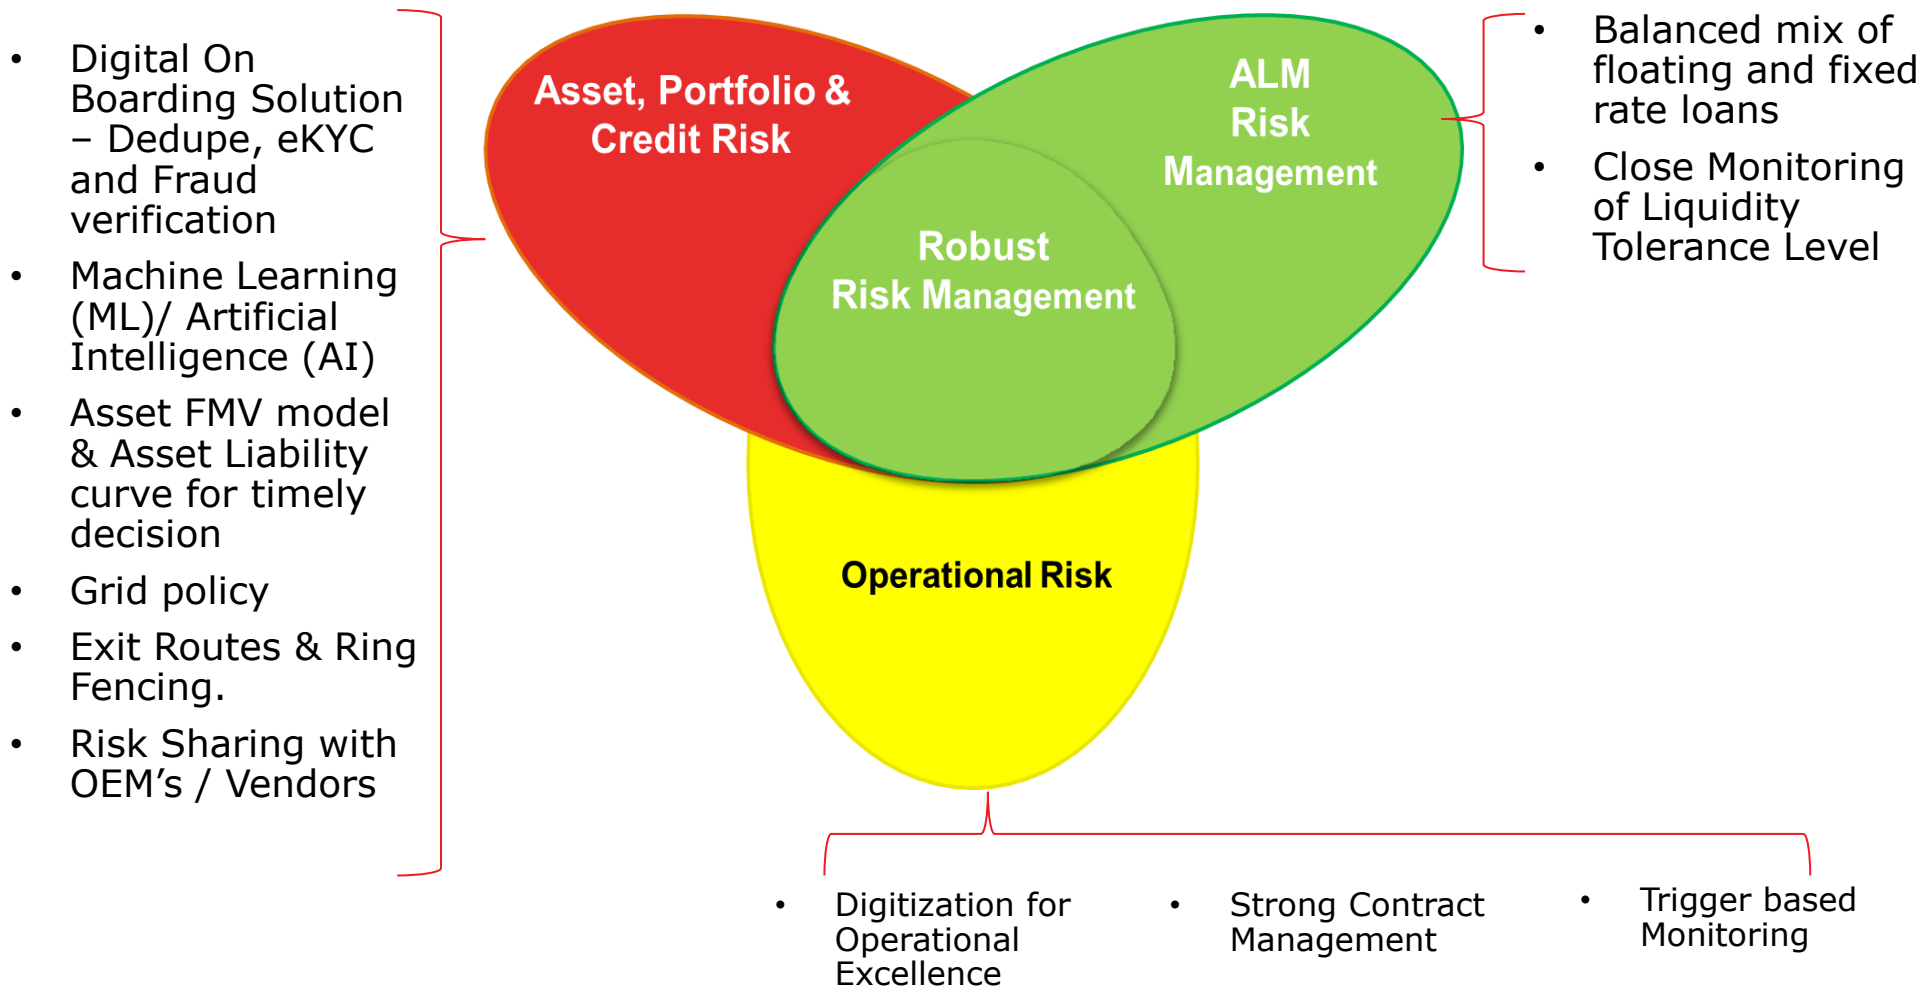 • Digital On
Boarding Solution
– Dedupe, eKYC
and Fraud
verification
• Machine Learning
(ML)/ Artificial
Intelligence (AI)
• Asset FMV model
& Asset Liability
curve for timely
decision
• Grid policy
• Exit Routes & Ring
Fencing.
• Risk Sharing with
OEM’s / Vendors
Asset, Portfolio &
Credit Risk
ALM
Risk
Management
Robust
Risk Management
Operational Risk
• Balanced mix of
floating and fixed
rate loans
• Close Monitoring
of Liquidity
Tolerance Level
• Digitization for
Operational
Excellence
• Strong Contract
Management
• Trigger based
Monitoring